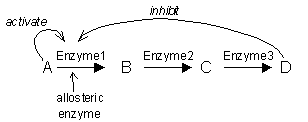 inhibit
activate
Enzyme1 Enzyme2 Enzyme3
A B C D
allosteric
enzyme